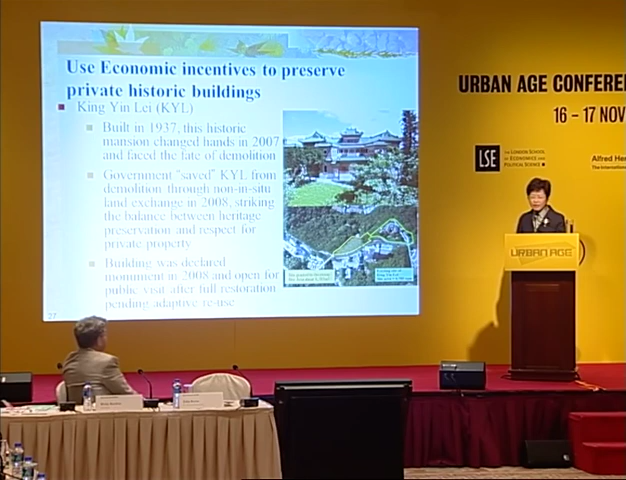 Use Economic incentives to preserve
private historic buildings
King Yin Lei (KYL)
Built in 1937, this historic
mansion changed hands in 2007
and faced the fate of demolition
Government "saved" KYL from
demolition through non-in-situ
land exchange in 2008, striking
the balance between heritage
preservation and respect for
private property
Building was declared
monument in 2008 and open for
public visit after full restoration
pending adaptive re-use
27
URBAN AGE CONFERE
16 – 17 NOV
LSE
THE LONDON SCHOOL
OF ECONOMICS AND
POLITICAL SCIENCE
Alfred Her
The Internation
URBAN AGE